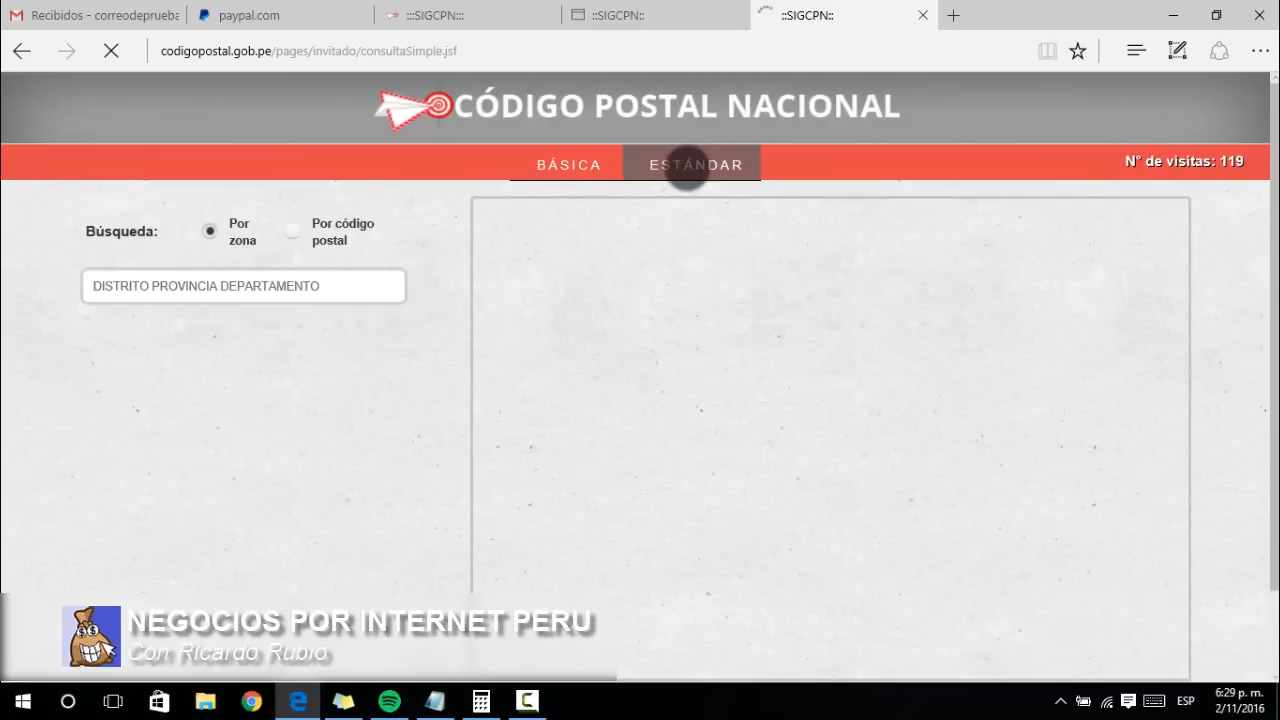 Recibidos - correodeprueba
paypal.com
:::SIGCPN:::
::SIGCPN::
::SIGCPN::
codigopostal.gob.pe/pages/invitado/consultaSimple.jsf
CÓDIGO POSTAL NACIONAL
BÁSICA
ESTÁNDAR
N° de visitas: 119
Búsqueda:
Por
zona
Por código
postal
DISTRITO PROVINCIA DEPARTAMENTO
NEGOCIOS POR INTERNET PERU
Con Ricardo Rubio
ESP
6:29 p. m.
2/11/2016